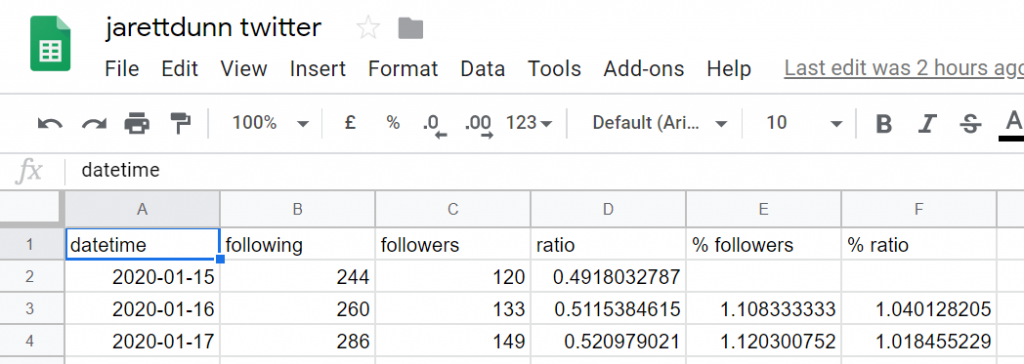 jarettdunn twitter
File Edit View Insert Format Data Tools Add-ons Help Last edit was 2 hours ago
100% £ % .0 .00 123 Default (Ari... 10 B I S A
fx datetime
A B C D E F
1 datetime following followers ratio % followers % ratio
2 2020-01-15 244 120 0.4918032787
3 2020-01-16 260 133 0.5115384615 1.108333333 1.040128205
4 2020-01-17 286 149 0.520979021 1.120300752 1.018455229